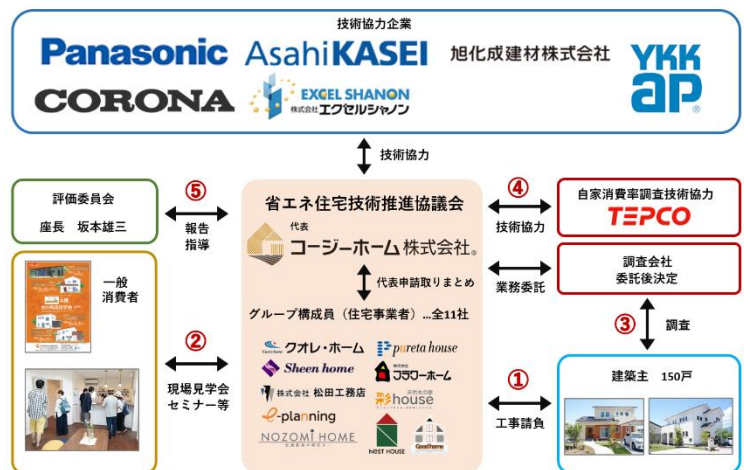 技術協力企業
Panasonic
AsahiKASEI
旭化成建材株式会社
YKK
ap
CORONA
EXCEL SHANON
株式会社エクセルシャノン
技術協力
⑤
評価委員会
座長 坂本雄三
報告
指導
省エネ住宅技術推進協議会
代表
コージーホーム株式会社
代表申請取りまとめ
グループ構成員(住宅事業者)...全11社
クオレ・ホーム
pureta house
Sheen home
株式会社
フラワーホーム
株式会社 松田工務店
彩house
e-planning
NOZOMI HOME
NEST HOUSE
Good home
④
技術協力
自家消費率調査技術協力
TEPCO
業務委託
調査会社
委託後決定
③
調査
一般
消費者
②
現場見学会
セミナー等
①
工事請負
建築主 150戸